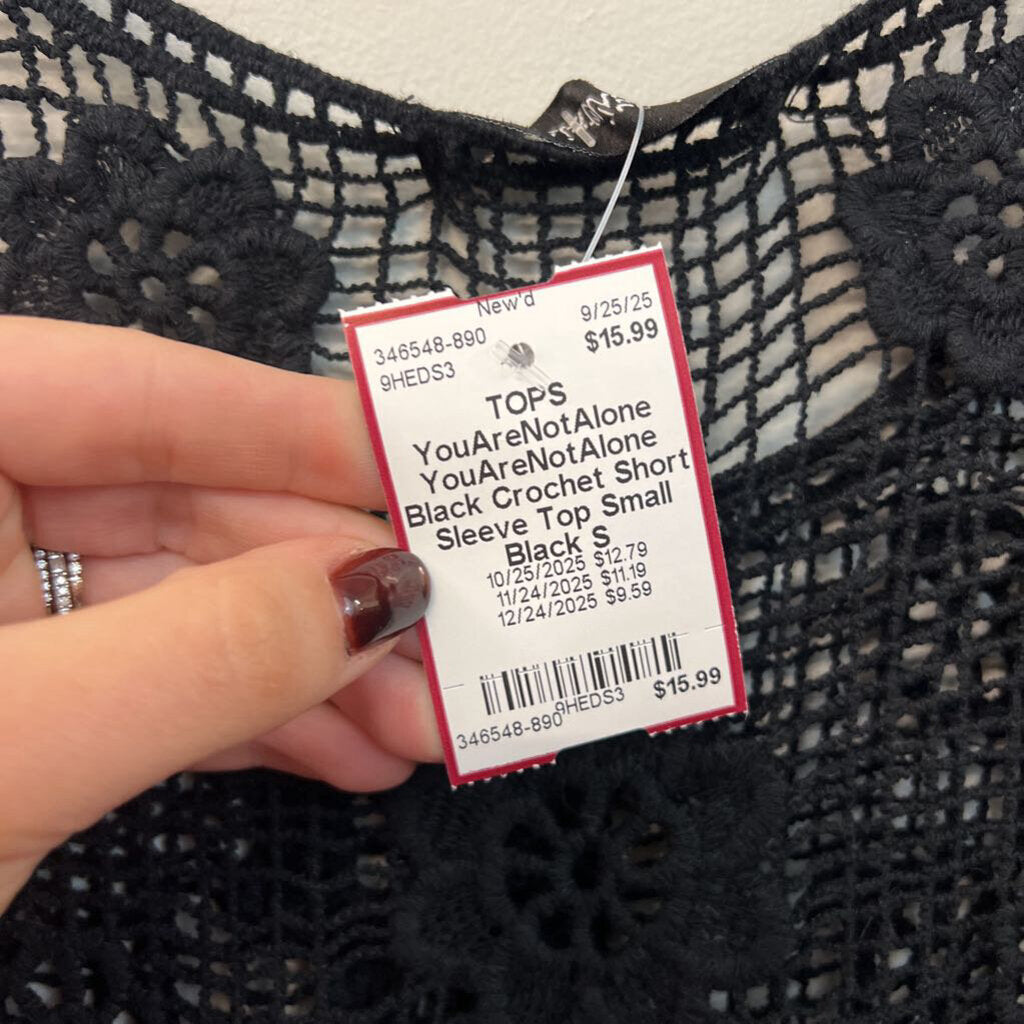 New'd
9/25/25
346548-890
$15.99
9HEDS3
TOPS
YouAreNotAlone
YouAreNotAlone
Black Crochet Short
Sleeve Top Small
Black S
10/25/2025 $12.79
11/24/2025 $11.19
12/24/2025 $9.59
346548-890
9HEDS3
$15.99